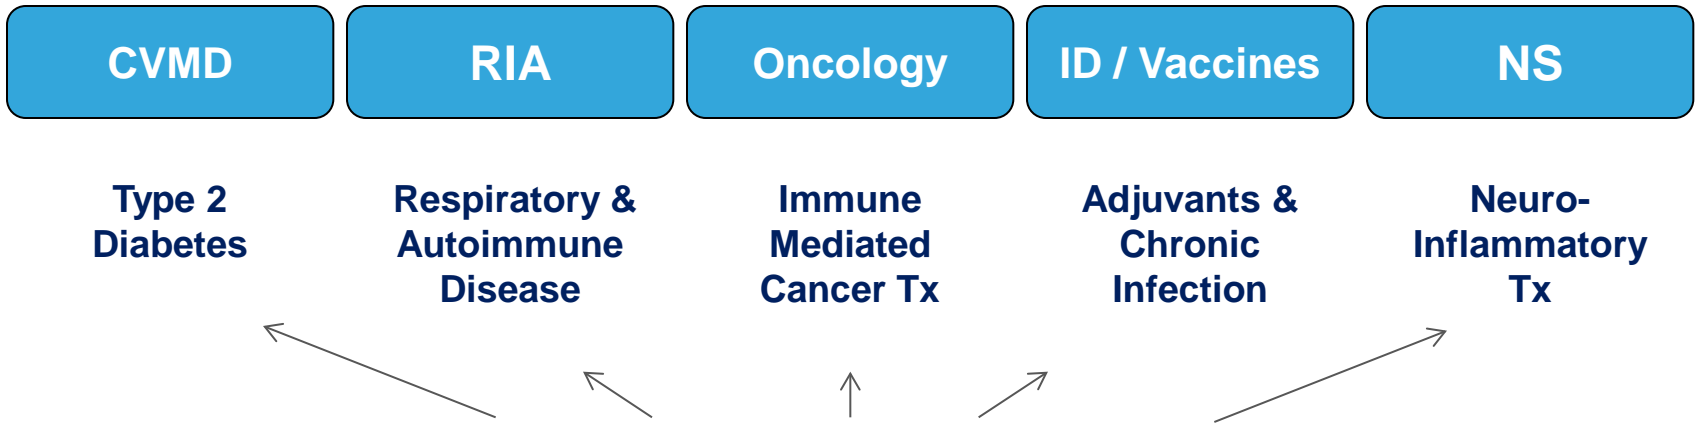 CVMD
RIA
Oncology
ID / Vaccines
NS
Type 2
Diabetes
Respiratory &
Autoimmune
Disease
Immune
Mediated
Cancer Tx
Adjuvants &
Chronic
Infection
Neuro-
Inflammatory
Tx